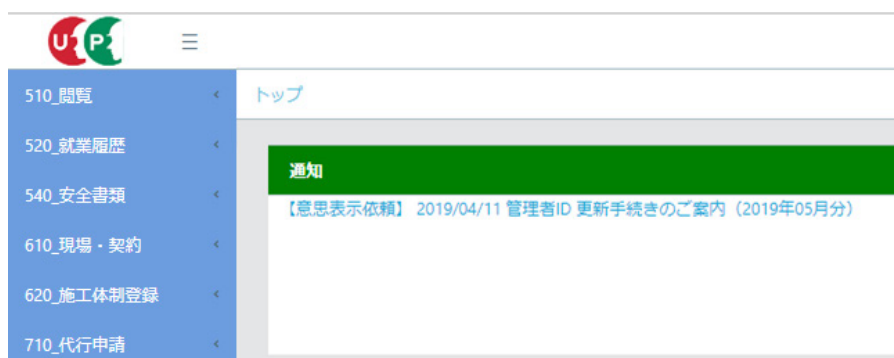 U P
510_閲覧
520_就業履歴
540_安全書類
610_現場・契約
620_施工体制登録
710_代行申請
トップ
通知
【意思表示依頼】 2019/04/11 管理者ID 更新手続きのご案内（2019年05月分）